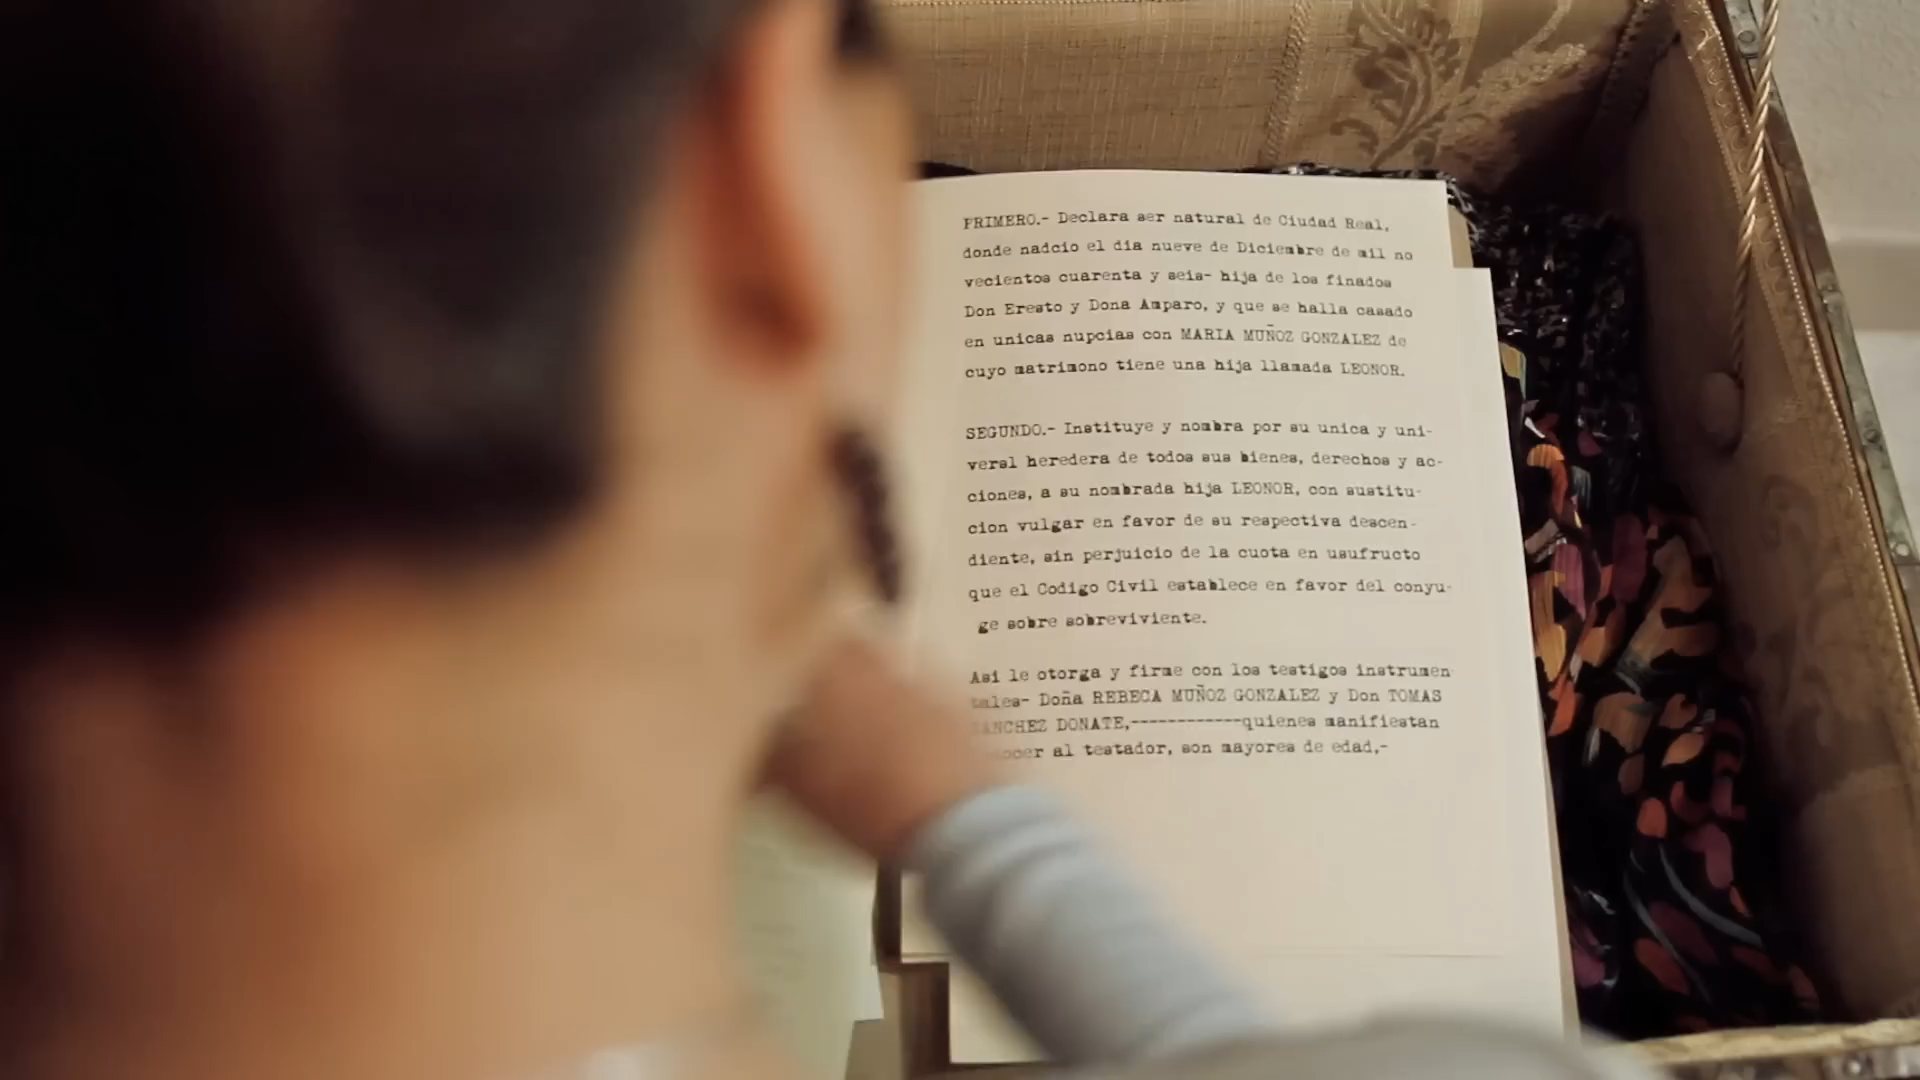 PRIMERO.- Declara ser natural de Ciudad Real,
donde nadcio el dia nueve de Diciembre de mil no
vecientos cuarenta y seis- hija de los finados
Don Eresto y Dona Amparo, y que se halla casado
en unicas nupcias con MARIA MUÑOZ GONZALEZ de
cuyo matrimono tiene una hija llamada LEONOR.
SEGUNDO.- Instituye y nombra por su unica y uni-
versl heredera de todos sus bienes, derechos y ac-
ciones, a su nombrada hija LEONOR, con sustitu-
cion vulgar en favor de su respectiva descen-
diente, sin perjuicio de la cuota en usufructo
que el Codigo Civil establece en favor del conyu-
ge sobre sobreviviente.
Asi le otorga y firme con los testigos instrumen-
tales- Doña REBECA MUÑOZ GONZALEZ y Don TOMAS
SANCHEZ DONATE,------------quienes manifiestan
al testador, son mayores de edad,-